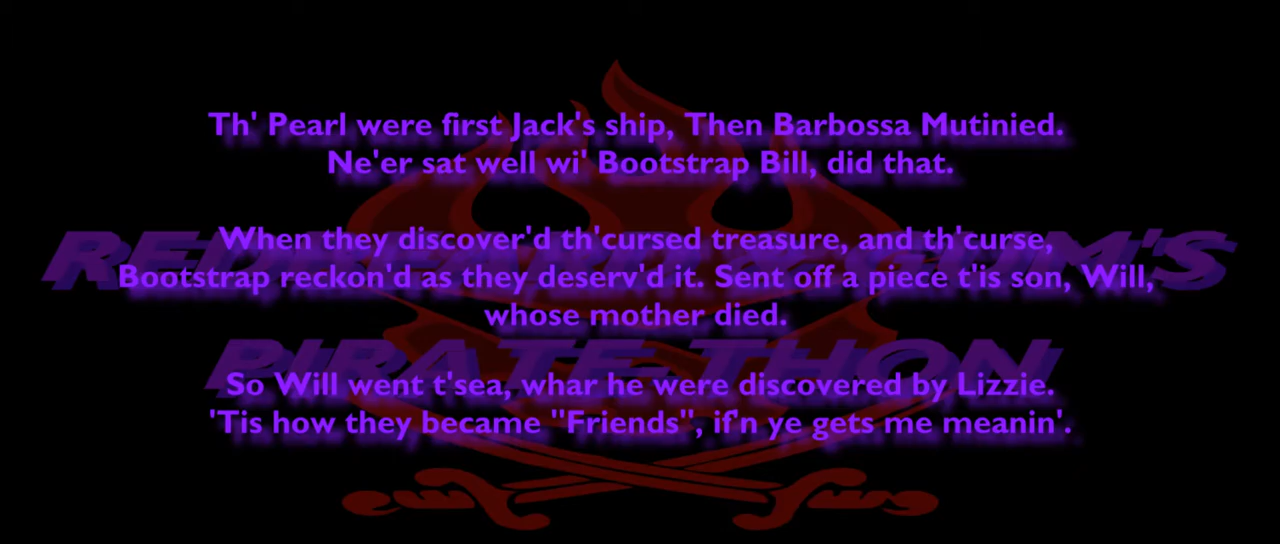 Th' Pearl were first Jack's ship, Then Barbossa Mutinied.
Ne'er sat well wi' Bootstrap Bill, did that.
When they discover'd th'cursed treasure, and th'curse,
Bootstrap reckon'd as they deserv'd it. Sent off a piece t'is son, Will,
whose mother died.
PIRATE-THON
So Will went t'sea, whar he were discovered by Lizzie.
'Tis how they became "Friends", if'n ye gets me meanin'.